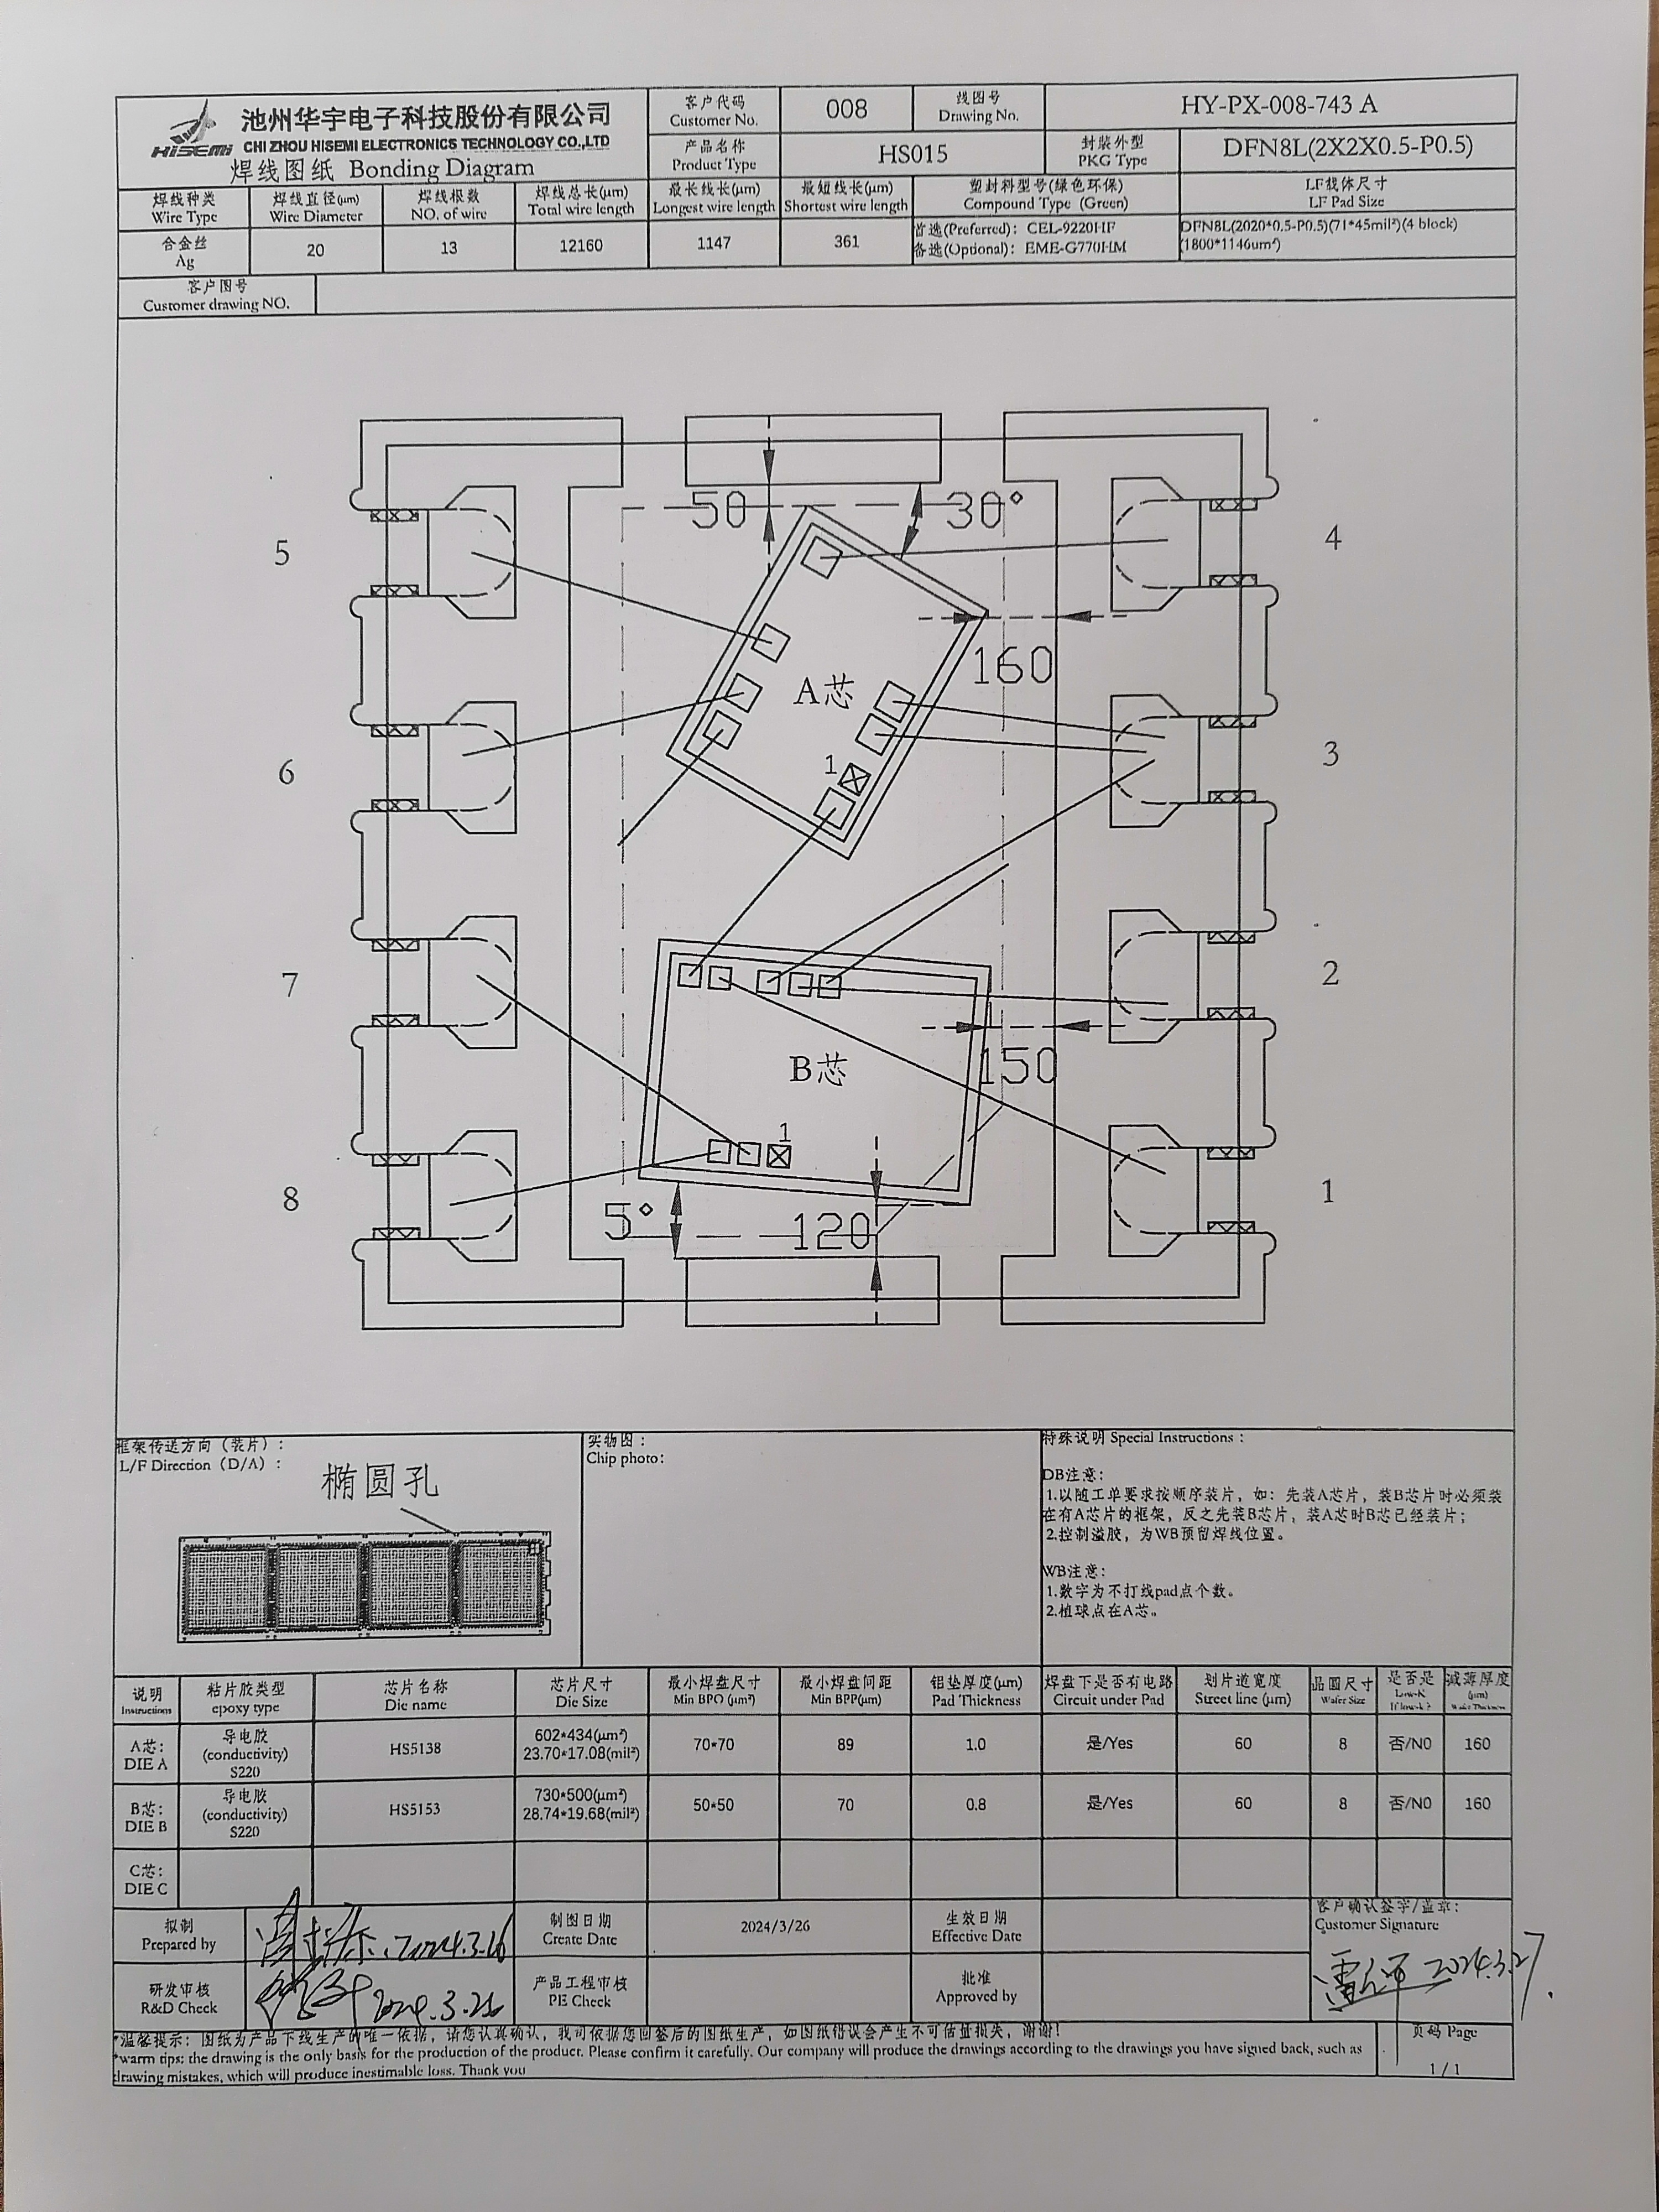 HiSEMi
池州华宇电子科技股份有限公司
CHI ZHOU HISEMI ELECTRONICS TECHNOLOGY CO.,LTD
焊线图纸 Bonding Diagram
客户代码
Customer No.
008
线图号
Drawing No.
HY-PX-008-743 A
产品名称
Product Type
HS015
封装外型
PKG Type
DFN8L(2X2X0.5-P0.5)
焊线种类
Wire Type
焊线直径(μm)
Wire Diameter
焊线根数
NO. of wire
焊线总长(μm)
Total wire length
最长线长(μm)
Longest wire length
最短线长(μm)
Shortest wire length
塑封料型号(绿色环保)
Compound Type (Green)
LF载体尺寸
LF Pad Size
合金丝
Ag
20
13
12160
1147
361
首选(Preferred): CEL-9220HF
备选(Optional): EME-G770HM
DFN8L(2020*0.5-P0.5)(71*45mil²)(4 block)
(1800*1146um²)
客户图号
Customer drawing NO.
50
30°
5
4
160
A芯
6
3
1
7
2
B芯
150
1
8
1
5°
120
框架传送方向（装片）:
L/F Direction（D/A）:
椭圆孔
实物图:
Chip photo:
特殊说明 Special Instructions :
DB注意:
1.以随工单要求按顺序装片，如: 先装A芯片，装B芯片时必须装
在有A芯片的框架，反之先装B芯片，装A芯时B芯已经装片;
2.控制溢胶，为WB预留焊线位置。
WB注意:
1.数字为不打线pad点个数。
2.植球点在A芯。
说明
Instructions
粘片胶类型
epoxy type
芯片名称
Die name
芯片尺寸
Die Size
最小焊盘尺寸
Min BPO (μm²)
最小焊盘间距
Min BPP(μm)
铝垫厚度(μm)
Pad Thickness
焊盘下是否有电路
Circuit under Pad
划片道宽度
Street line (μm)
晶圆尺寸
Wafer Size
是否是
Low-K
减薄厚度
(μm)
A芯:
DIE A
导电胶
(conductivity)
S220
HS5138
602*434(μm²)
23.70*17.08(mil²)
70*70
89
1.0
是/Yes
60
8
否/NO
160
B芯:
DIE B
导电胶
(conductivity)
S220
HS5153
730*500(μm²)
28.74*19.68(mil²)
50*50
70
0.8
是/Yes
60
8
否/NO
160
C芯:
DIE C
拟制
Prepared by
2024.3.26
制图日期
Create Date
2024/3/26
生效日期
Effective Date
客户确认签字/盖章:
Customer Signature
2024.3.27
研发审核
R&D Check
2024.3.26
产品工程审核
PE Check
批准
Approved by
*温馨提示: 图纸为产品下线生产的唯一依据，请您认真确认，我司依据您回签后的图纸生产，如图纸错误会产生不可估量损失，谢谢!
*warm tips: the drawing is the only basis for the production of the product. Please confirm it carefully. Our company will produce the drawings according to the drawings you have signed back, such as
drawing mistakes, which will produce inestimable loss. Thank you
页码 Page
1 / 1